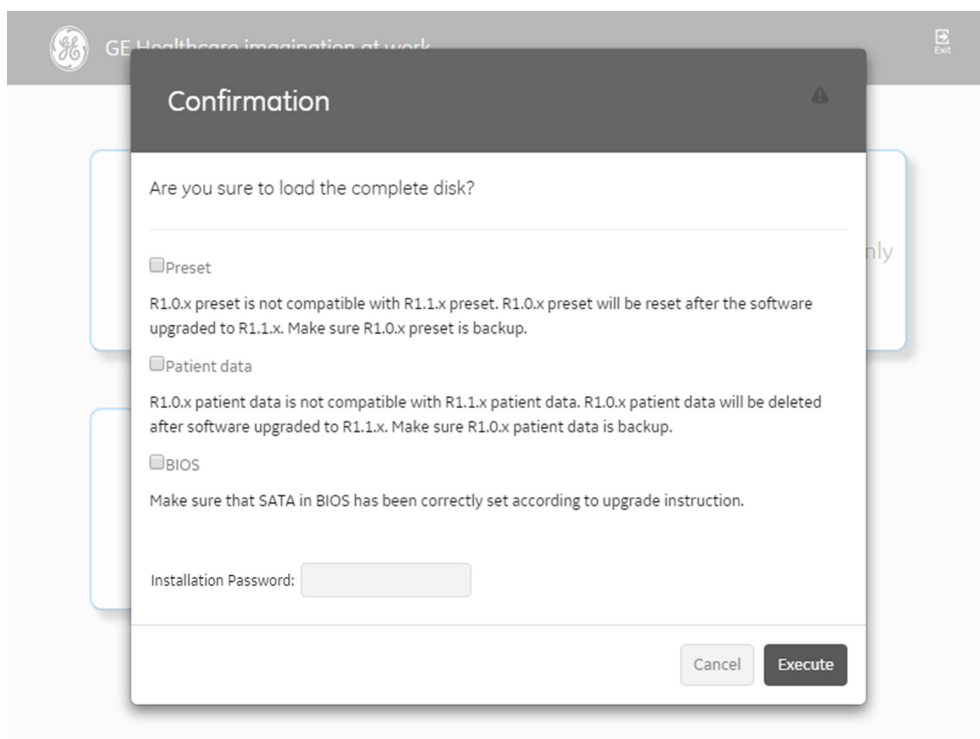 GE Healthcare imagination at work
Exit
Confirmation
Are you sure to load the complete disk?
nly
Preset
R1.0.x preset is not compatible with R1.1.x preset. R1.0.x preset will be reset after the software
upgraded to R1.1.x. Make sure R1.0.x preset is backup.
Patient data
R1.0.x patient data is not compatible with R1.1.x patient data. R1.0.x patient data will be deleted
after software upgraded to R1.1.x. Make sure R1.0.x patient data is backup.
BIOS
Make sure that SATA in BIOS has been correctly set according to upgrade instruction.
Installation Password:
Cancel
Execute